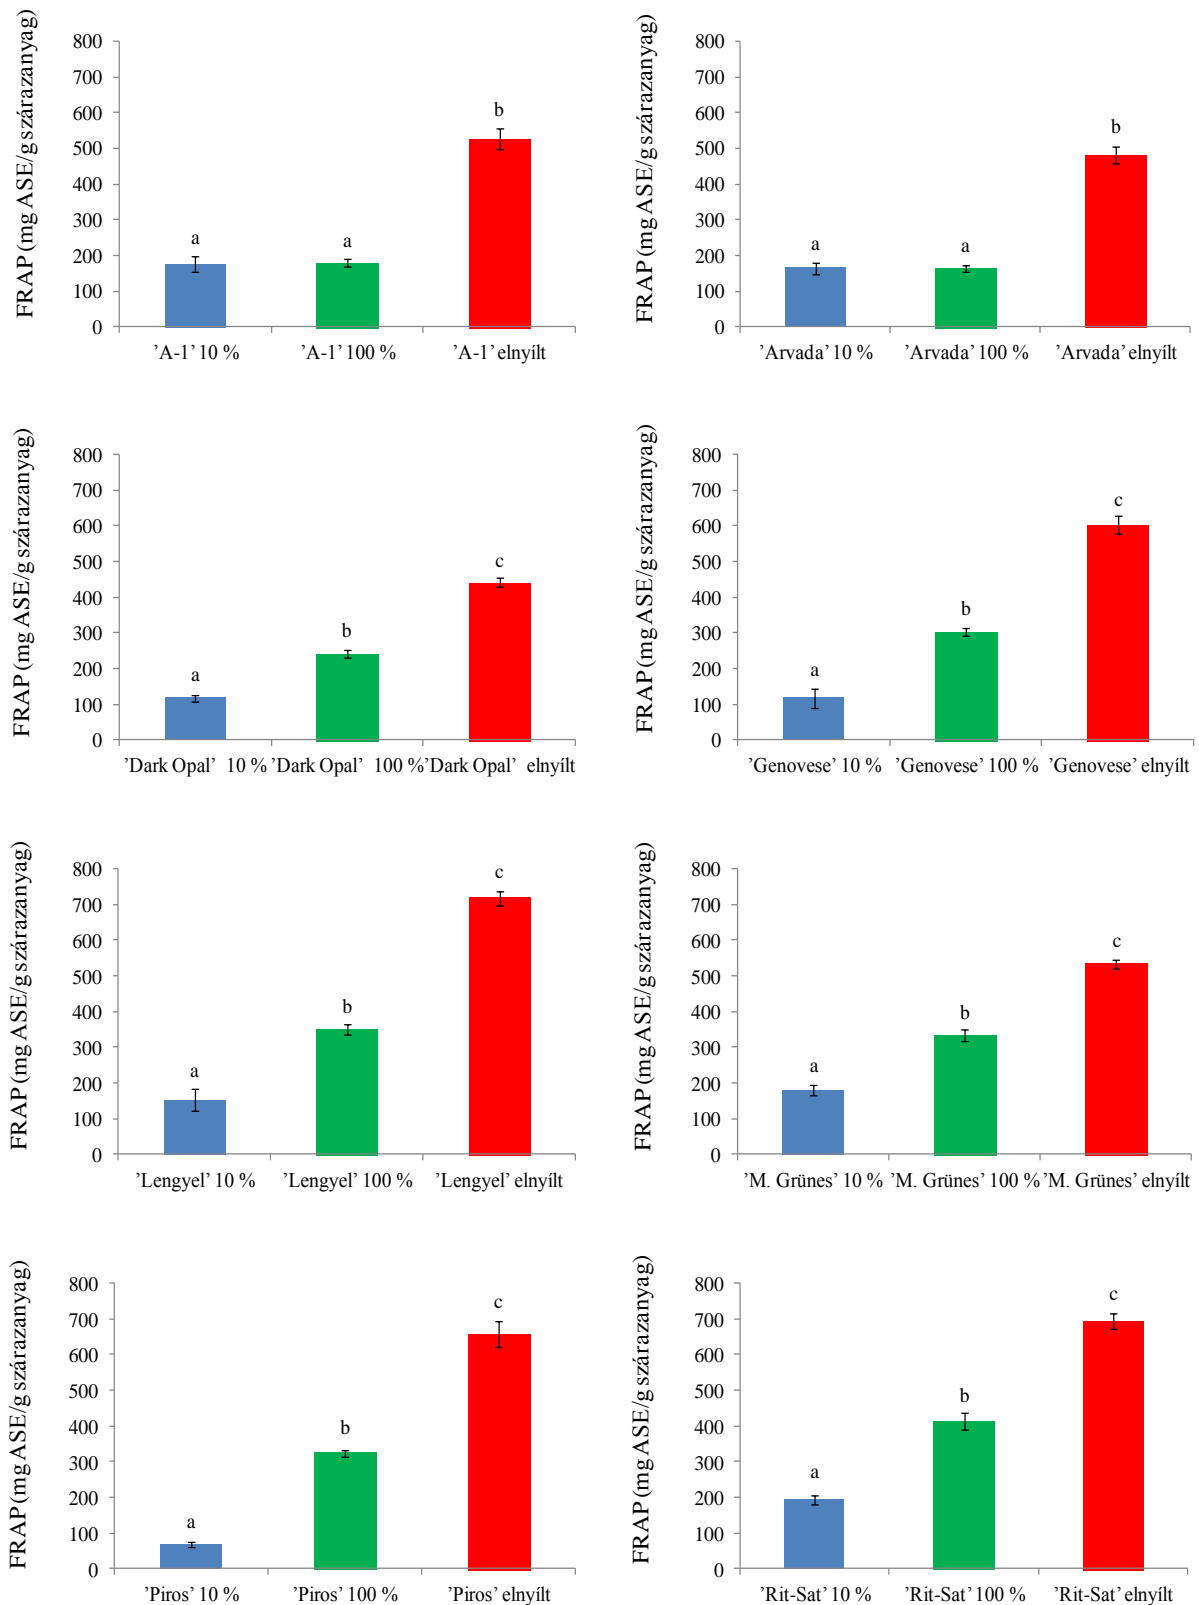 FRAP (mg ASE/g szárazanyag)
800
700
600
500
400
300
200
100
0
a
a
b
’A-1’ 10 %
’A-1’ 100 %
’A-1’ elnyílt
FRAP (mg ASE/g szárazanyag)
800
700
600
500
400
300
200
100
0
a
a
b
’Arvada’ 10 %
’Arvada’ 100 %
’Arvada’ elnyílt
FRAP (mg ASE/g szárazanyag)
800
700
600
500
400
300
200
100
0
a
b
c
’Dark Opal’ 10 %
’Dark Opal’ 100 %
’Dark Opal’ elnyílt
FRAP (mg ASE/g szárazanyag)
800
700
600
500
400
300
200
100
0
a
b
c
’Genovese’ 10 %
’Genovese’ 100 %
’Genovese’ elnyílt
FRAP (mg ASE/g szárazanyag)
800
700
600
500
400
300
200
100
0
a
b
c
’Lengyel’ 10 %
’Lengyel’ 100 %
’Lengyel’ elnyílt
FRAP (mg ASE/g szárazanyag)
800
700
600
500
400
300
200
100
0
a
b
c
’M. Grünes’ 10 %
’M. Grünes’ 100 %
’M. Grünes’ elnyílt
FRAP (mg ASE/g szárazanyag)
800
700
600
500
400
300
200
100
0
a
b
c
’Piros’ 10 %
’Piros’ 100 %
’Piros’ elnyílt
FRAP (mg ASE/g szárazanyag)
800
700
600
500
400
300
200
100
0
a
b
c
’Rit-Sat’ 10 %
’Rit-Sat’ 100 %
’Rit-Sat’ elnyílt